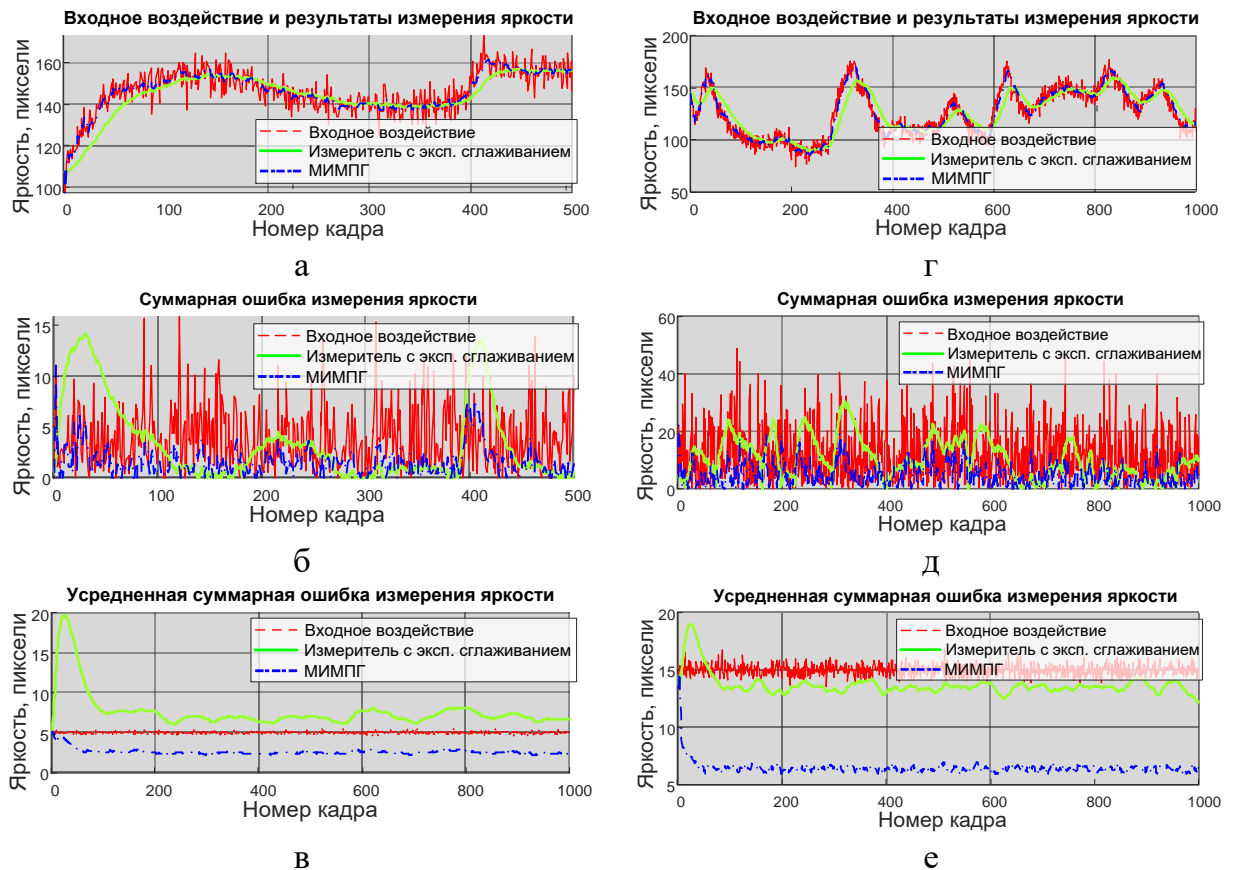 Входное воздействие и результаты измерения яркости
Яркость, пиксели
160
140
120
100
Входное воздействие
Измеритель с эксп. сглаживанием
МИМПГ
0 100 200 300 400 500
Номер кадра
а
Входное воздействие и результаты измерения яркости
Яркость, пиксели
200
150
100
50
Входное воздействие
Измеритель с эксп. сглаживанием
МИМПГ
0 200 400 600 800 1000
Номер кадра
г
Суммарная ошибка измерения яркости
Яркость, пиксели
15
10
5
0
Входное воздействие
Измеритель с эксп. сглаживанием
МИМПГ
0 100 200 300 400 500
Номер кадра
б
Суммарная ошибка измерения яркости
Яркость, пиксели
60
40
20
0
Входное воздействие
Измеритель с эксп. сглаживанием
МИМПГ
0 200 400 600 800 1000
Номер кадра
д
Усредненная суммарная ошибка измерения яркости
Яркость, пиксели
20
15
10
5
0
Входное воздействие
Измеритель с эксп. сглаживанием
МИМПГ
0 200 400 600 800 1000
Номер кадра
в
Усредненная суммарная ошибка измерения яркости
Яркость, пиксели
20
15
10
5
Входное воздействие
Измеритель с эксп. сглаживанием
МИМПГ
0 200 400 600 800 1000
Номер кадра
е